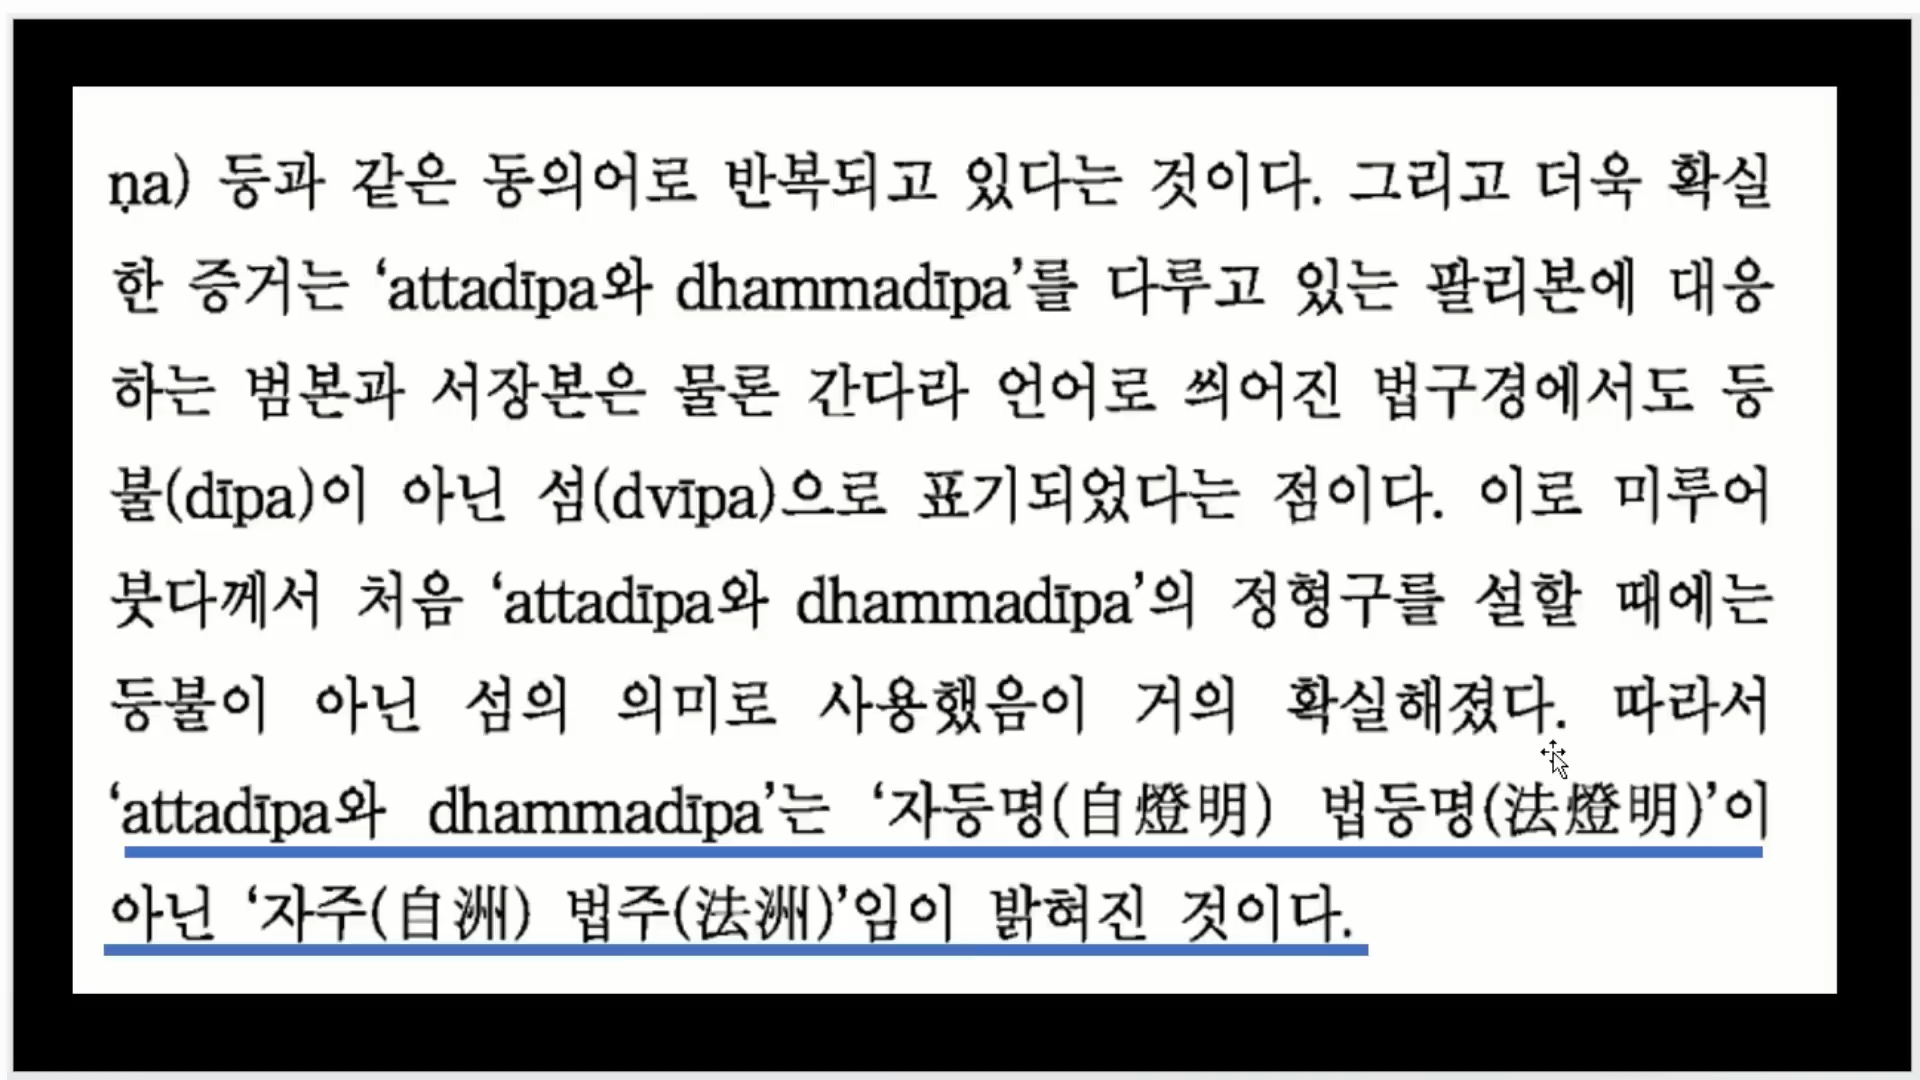 ṇa) 등과 같은 동의어로 반복되고 있다는 것이다. 그리고 더욱 확실
한 증거는 ‘attadīpa와 dhammadīpa’를 다루고 있는 팔리본에 대응
하는 범본과 서장본은 물론 간다라 언어로 씌어진 법구경에서도 등
불(dīpa)이 아닌 섬(dvīpa)으로 표기되었다는 점이다. 이로 미루어
붓다께서 처음 ‘attadīpa와 dhammadīpa’의 정형구를 설할 때에는
등불이 아닌 섬의 의미로 사용했음이 거의 확실해졌다. 따라서
‘attadīpa와 dhammadīpa’는 ‘자등명(自燈明) 법등명(法燈明)’이
아닌 ‘자주(自洲) 법주(法洲)’임이 밝혀진 것이다.